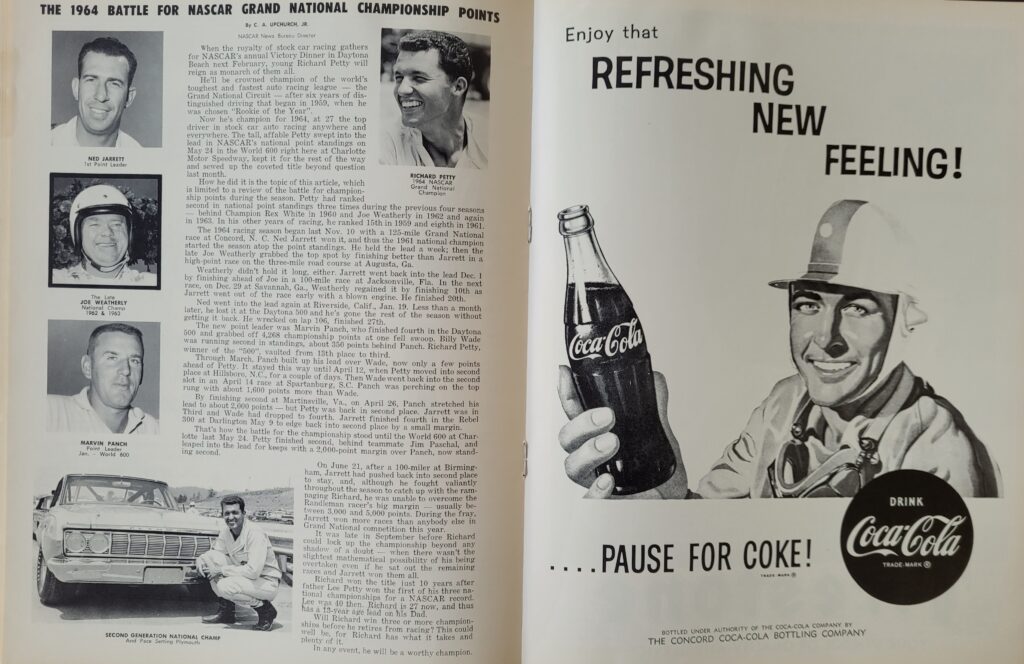 THE 1964 BATTLE FOR NASCAR GRAND NATIONAL CHAMPIONSHIP POINTS
By C. A. UPCHURCH, JR.
NASCAR News Bureau Director
NED JARRETT
1st Point Leader
The Late
JOE WEATHERLY
National Champ
1962 & 1963
MARVIN PANCH
Point Leader
Jan. - World 600
When the royalty of stock car racing gathers
for NASCAR's annual Victory Dinner in Daytona
Beach next February, young Richard Petty will
reign as monarch of them all.
He'll be crowned champion of the world's
toughest and fastest auto racing league — the
Grand National Circuit — after six years of dis-
tinguished driving that began in 1959, when he
was chosen "Rookie of the Year".
Now he's champion for 1964, at 27 the top
driver in stock car auto racing anywhere and
everywhere. The tall, affable Petty swept into the
lead in NASCAR's national point standings on
May 24 in the World 600 right here at Charlotte
Motor Speedway, kept it for the rest of the way
and sewed up the coveted title beyond question
last month.
RICHARD PETTY
1964 NASCAR
Grand National
Champion
How he did it is the topic of this article, which
is limited to a review of the battle for champion-
ship points during the season. Petty had ranked
second in national point standings three times during the previous four seasons
— behind Champion Rex White in 1960 and Joe Weatherly in 1962 and again
in 1963. In his other years of racing, he ranked 15th in 1959 and eighth in 1961.
The 1964 racing season began last Nov. 10 with a 125-mile Grand National
race at Concord, N. C. Ned Jarrett won it, and thus the 1961 national champion
started the season atop the point standings. He held the lead a week; then the
late Joe Weatherly grabbed the top spot by finishing better than Jarrett in a
high-point race on the three-mile road course at Augusta, Ga.
Weatherly didn't hold it long, either. Jarrett went back into the lead Dec. 1
by finishing ahead of Joe in a 100-mile race at Jacksonville, Fla. In the next
race, on Dec. 29 at Savannah, Ga., Weatherly regained it by finishing 10th as
Jarrett went out of the race early with a blown engine. He finished 20th.
Ned went into the lead again at Riverside, Calif., Jan. 19. Less than a month
later, he lost it at the Daytona 500 and he's gone the rest of the season without
getting it back. He wrecked on lap 106, finished 27th.
The new point leader was Marvin Panch, who finished fourth in the Daytona
500 and grabbed off 4,268 championship points at one fell swoop. Billy Wade
was running second in standings, about 350 points behind Panch. Richard Petty,
winner of the "500", vaulted from 15th place to third.
Through March, Panch built up his lead over Wade, now only a few points
ahead of Petty. It stayed this way until April 12, when Petty moved into second
place at Hillsboro, N.C., for a couple of days. Then Wade went back into the second
slot in an April 14 race at Spartanburg, S.C. Panch was perching on the top
rung with about 1,600 points more than Wade.
By finishing second at Martinsville, Va., on April 26, Panch stretched his
lead to about 2,000 points — but Petty was back in second place. Jarrett was in
Third and Wade had dropped to fourth. Jarrett finished fourth in the Rebel
300 at Darlington May 9 to edge back into second place by a small margin.
That's how the battle for the championship stood until the World 600 at Char-
lotte last May 24. Petty finished second, behind teammate Jim Paschal, and
leaped into the lead for keeps with a 2,000-point margin over Panch, now stand-
ing second.
On June 21, after a 100-miler at Birming-
ham, Jarrett had pushed back into second place
to stay, and, although he fought valiantly
throughout the season to catch up with the ram-
paging Richard, he was unable to overcome the
Randleman racer's big margin — usually be-
tween 3,000 and 5,000 points. During the fray,
Jarrett won more races than anybody else in
Grand National competition this year.
It was late in September before Richard
could lock up the championship beyond any
shadow of a doubt — when there wasn't the
slightest mathematical possibility of his being
overtaken even if he sat out the remaining
races and Jarrett won them all.
Richard won the title just 10 years after
father Lee Petty won the first of his three na-
tional championships for a NASCAR record.
Lee was 40 then. Richard is 27 now, and thus
has a 13-year age lead on his Dad.
Will Richard win three or more champion-
ships before he retires from racing? This could
well be, for Richard has what it takes and
plenty of it.
In any event, he will be a worthy champion.
SECOND GENERATION NATIONAL CHAMP
And Pace Setting Plymouth
Enjoy that
REFRESHING
NEW
FEELING!
Coca-Cola
....PAUSE FOR COKE!
TRADE MARK ®
DRINK
Coca-Cola
TRADE-MARK ®
BOTTLED UNDER AUTHORITY OF THE COCA-COLA COMPANY BY
THE CONCORD COCA-COLA BOTTLING COMPANY